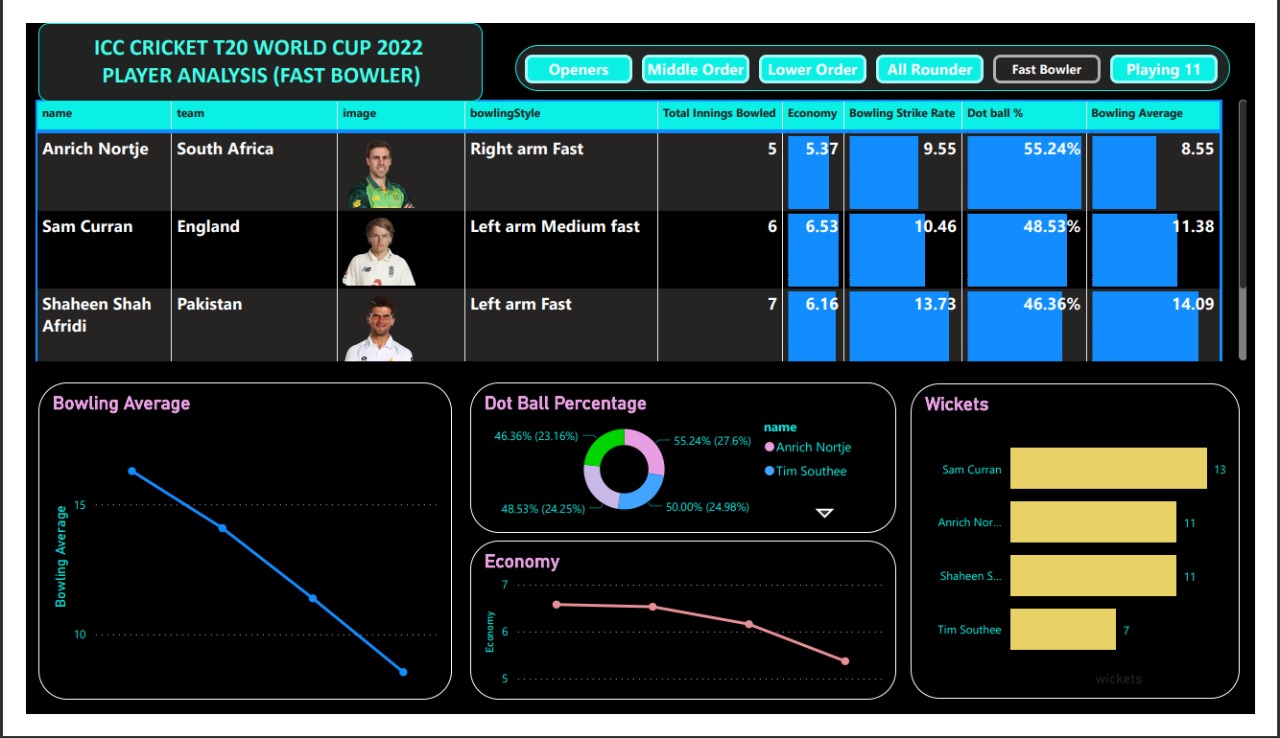 ICC CRICKET T20 WORLD CUP 2022
PLAYER ANALYSIS (FAST BOWLER)
Openers Middle Order Lower Order All Rounder Fast Bowler Playing 11
name team image bowlingStyle Total Innings Bowled Economy Bowling Strike Rate Dot ball % Bowling Average
Anrich Nortje South Africa Right arm Fast 5 5.37 9.55 55.24% 8.55
Sam Curran England Left arm Medium fast 6 6.53 10.46 48.53% 11.38
Shaheen Shah Pakistan Left arm Fast 7 6.16 13.73 46.36% 14.09
Afridi
Bowling Average
Bowling Average
15
10
Dot Ball Percentage
46.36% (23.16%)
55.24% (27.6%)
48.53% (24.25%)
50.00% (24.98%)
name
Anrich Nortje
Tim Southee
Economy
Economy
7
6
5
Wickets
Sam Curran 13
Anrich Nor... 11
Shaheen S... 11
Tim Southee 7
wickets